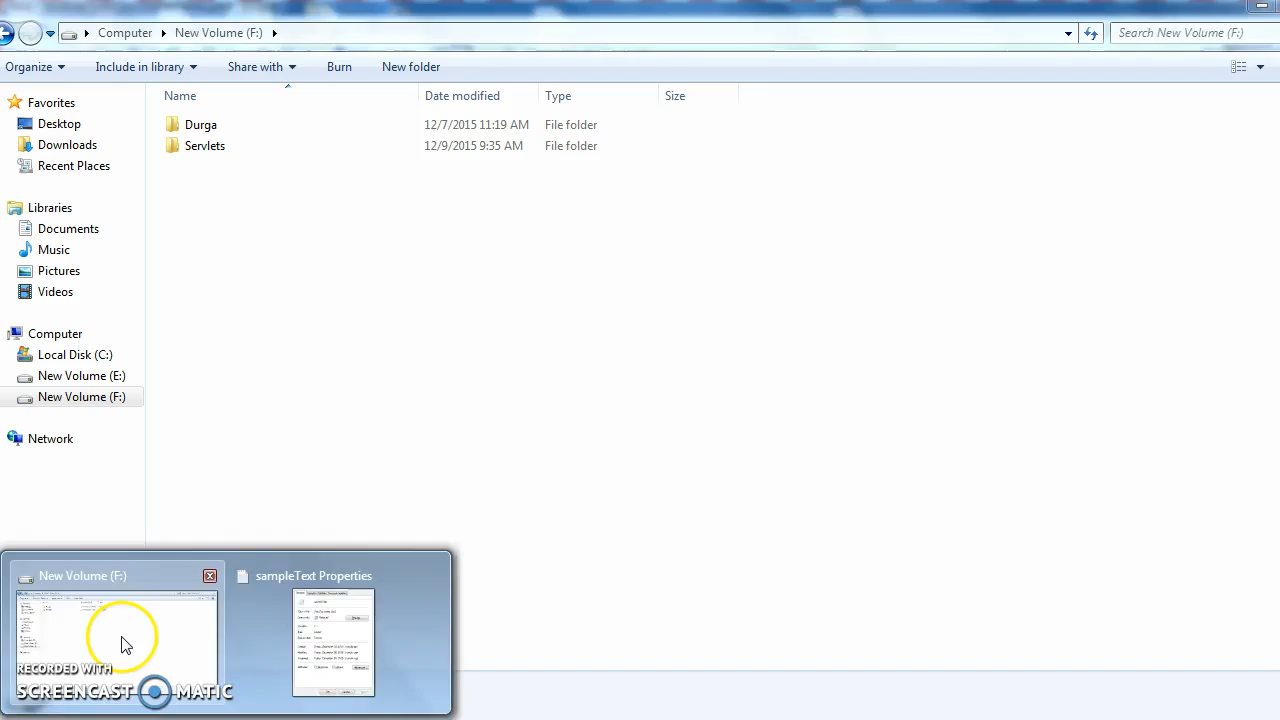 Computer New Volume (F:) Search New Volume (F:)
Organize Include in library Share with Burn New folder
Favorites
Desktop
Downloads
Recent Places
Libraries
Documents
Music
Pictures
Videos
Computer
Local Disk (C:)
New Volume (E:)
New Volume (F:)
Network
Name Date modified Type Size
Durga 12/7/2015 11:19 AM File folder
Servlets 12/9/2015 9:35 AM File folder
New Volume (F:) sampleText Properties
RECORDED WITH
SCREENCAST MATIC